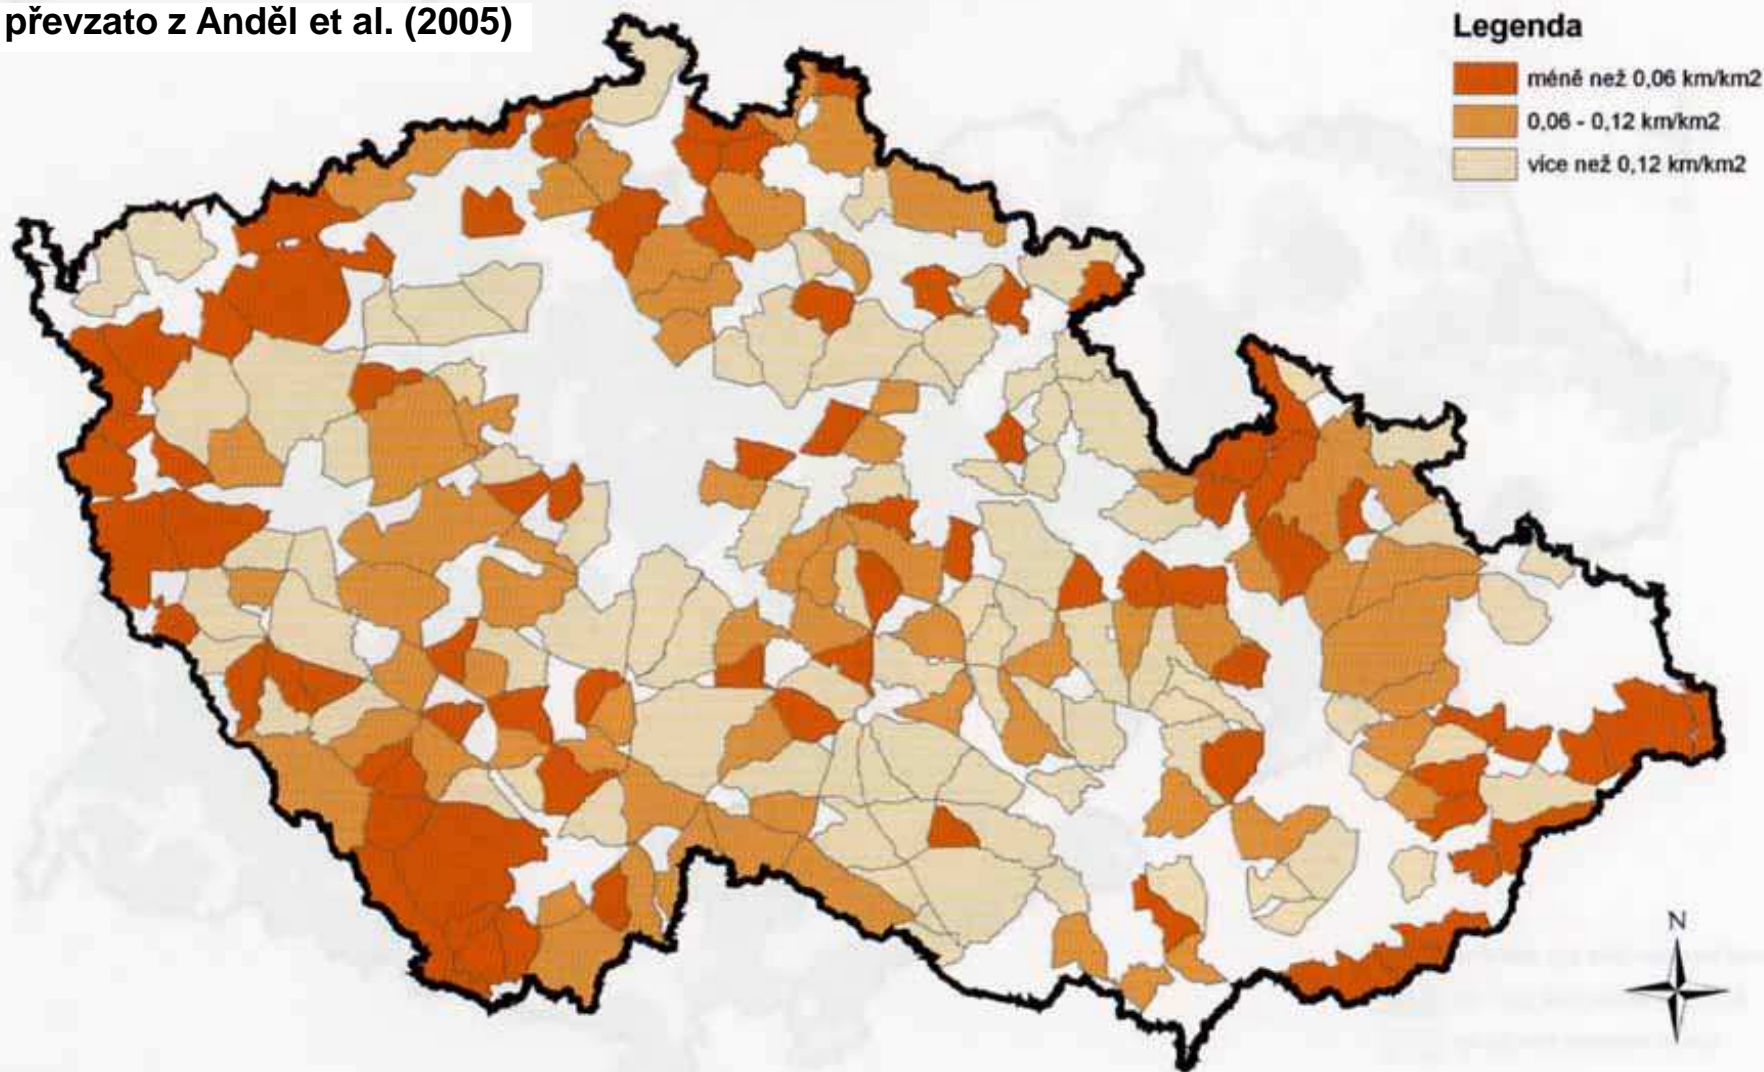 převzato z Anděl et al. (2005)
Legenda
méně než 0,06 km/km2
0,06 - 0,12 km/km2
více než 0,12 km/km2
N